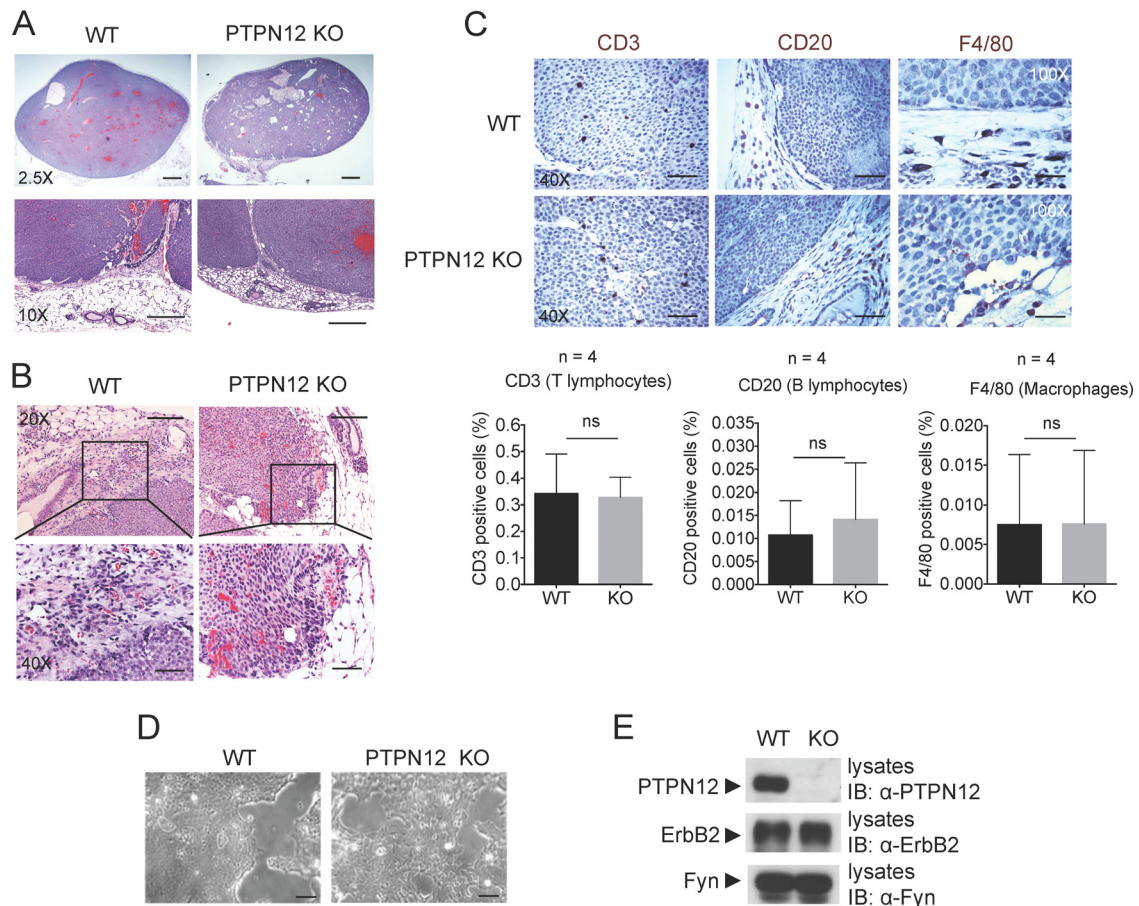 A
WT
PTPN12 KO
2.5X
10X
B
WT
PTPN12 KO
20X
40X
C
CD3
CD20
F4/80
WT
40X
100X
PTPN12 KO
40X
100X
n = 4
CD3 (T lymphocytes)
CD3 positive cells (%)
0.6
0.5
0.4
0.3
0.2
0.1
0.0
ns
WT
KO
n = 4
CD20 (B lymphocytes)
CD20 positive cells (%)
0.035
0.030
0.025
0.020
0.015
0.010
0.005
0.000
ns
WT
KO
n = 4
F4/80 (Macrophages)
F4/80 positive cells (%)
0.020
0.015
0.010
0.005
0.000
ns
WT
KO
D
WT
PTPN12 KO
E
WT KO
PTPN12
lysates
IB: α-PTPN12
ErbB2
lysates
IB: α-ErbB2
Fyn
lysates
IB: α-Fyn